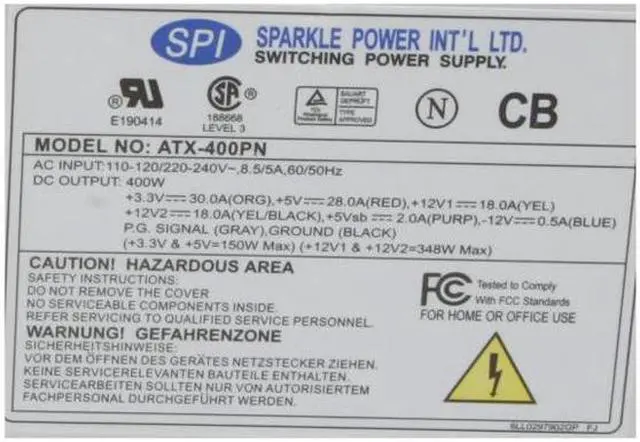 SPI SPARKLE POWER INT'L LTD.
SWITCHING POWER SUPPLY.
E190414
188668
LEVEL 3
BAUART
GEPRÜFT
TYPE
APPROVED
N
CB
MODEL NO: ATX-400PN
AC INPUT:110-120/220-240V~,8.5/5A,60/50Hz
DC OUTPUT: 400W
+3.3V⎓30.0A(ORG),+5V⎓28.0A(RED),+12V1⎓18.0A(YEL)
+12V2⎓18.0A(YEL/BLACK),+5Vsb⎓2.0A(PURP),-12V⎓0.5A(BLUE)
P.G. SIGNAL (GRAY),GROUND (BLACK)
(+3.3V & +5V=150W Max) (+12V1 & +12V2=348W Max)
CAUTION! HAZARDOUS AREA
SAFETY INSTRUCTIONS:
DO NOT REMOVE THE COVER
NO SERVICEABLE COMPONENTS INSIDE.
REFER SERVICING TO QUALIFIED SERVICE PERSONNEL.
FC Tested to Comply
With FCC Standards
FOR HOME OR OFFICE USE
WARNUNG! GEFAHRENZONE
SICHERHEITSHINWEISE:
VOR DEM ÖFFNEN DES GERÄTES NETZSTECKER ZIEHEN.
KEINE SERVICERELEVANTEN BAUTEILE ENTHALTEN.
SERVICEARBEITEN SOLLTEN NUR VON AUTORISIERTEM
FACHPERSONAL DURCHGEFÜHRT WERDEN.